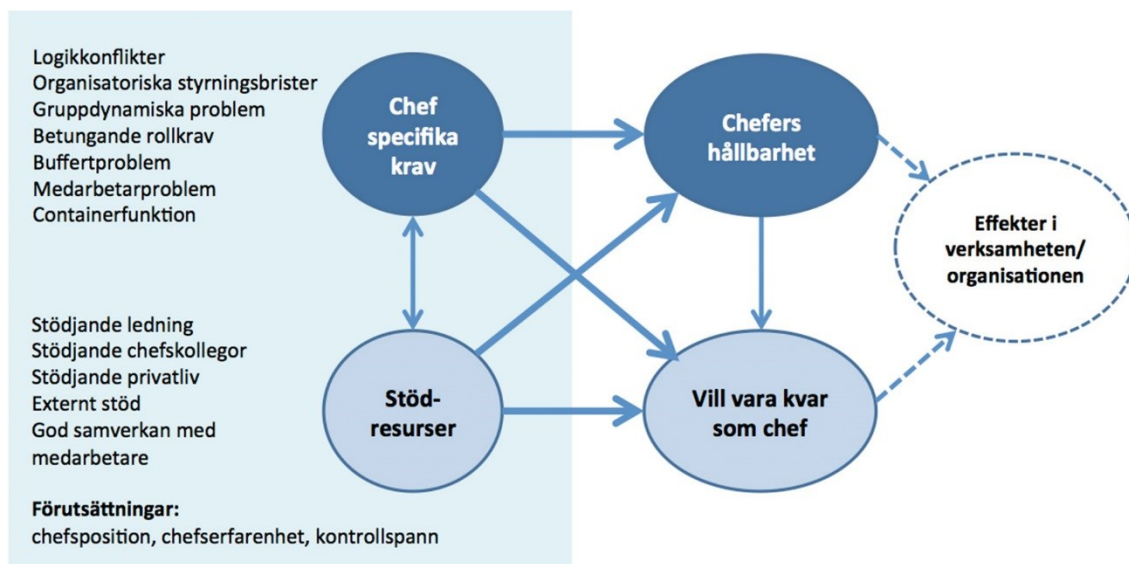 Logikkonflikter
Organisatoriska styrningsbrister
Gruppdynamiska problem
Betungande rollkrav
Buffertproblem
Medarbetarproblem
Containerfunktion
Chef
specifika
krav
Chefers
hållbarhet
Effekter i
verksamheten/
organisationen
Stödjande ledning
Stödjande chefskollegor
Stödjande privatliv
Externt stöd
God samverkan med
medarbetare
Stöd-
resurser
Vill vara kvar
som chef
Förutsättningar:
chefsposition, chefserfarenhet, kontrollspann